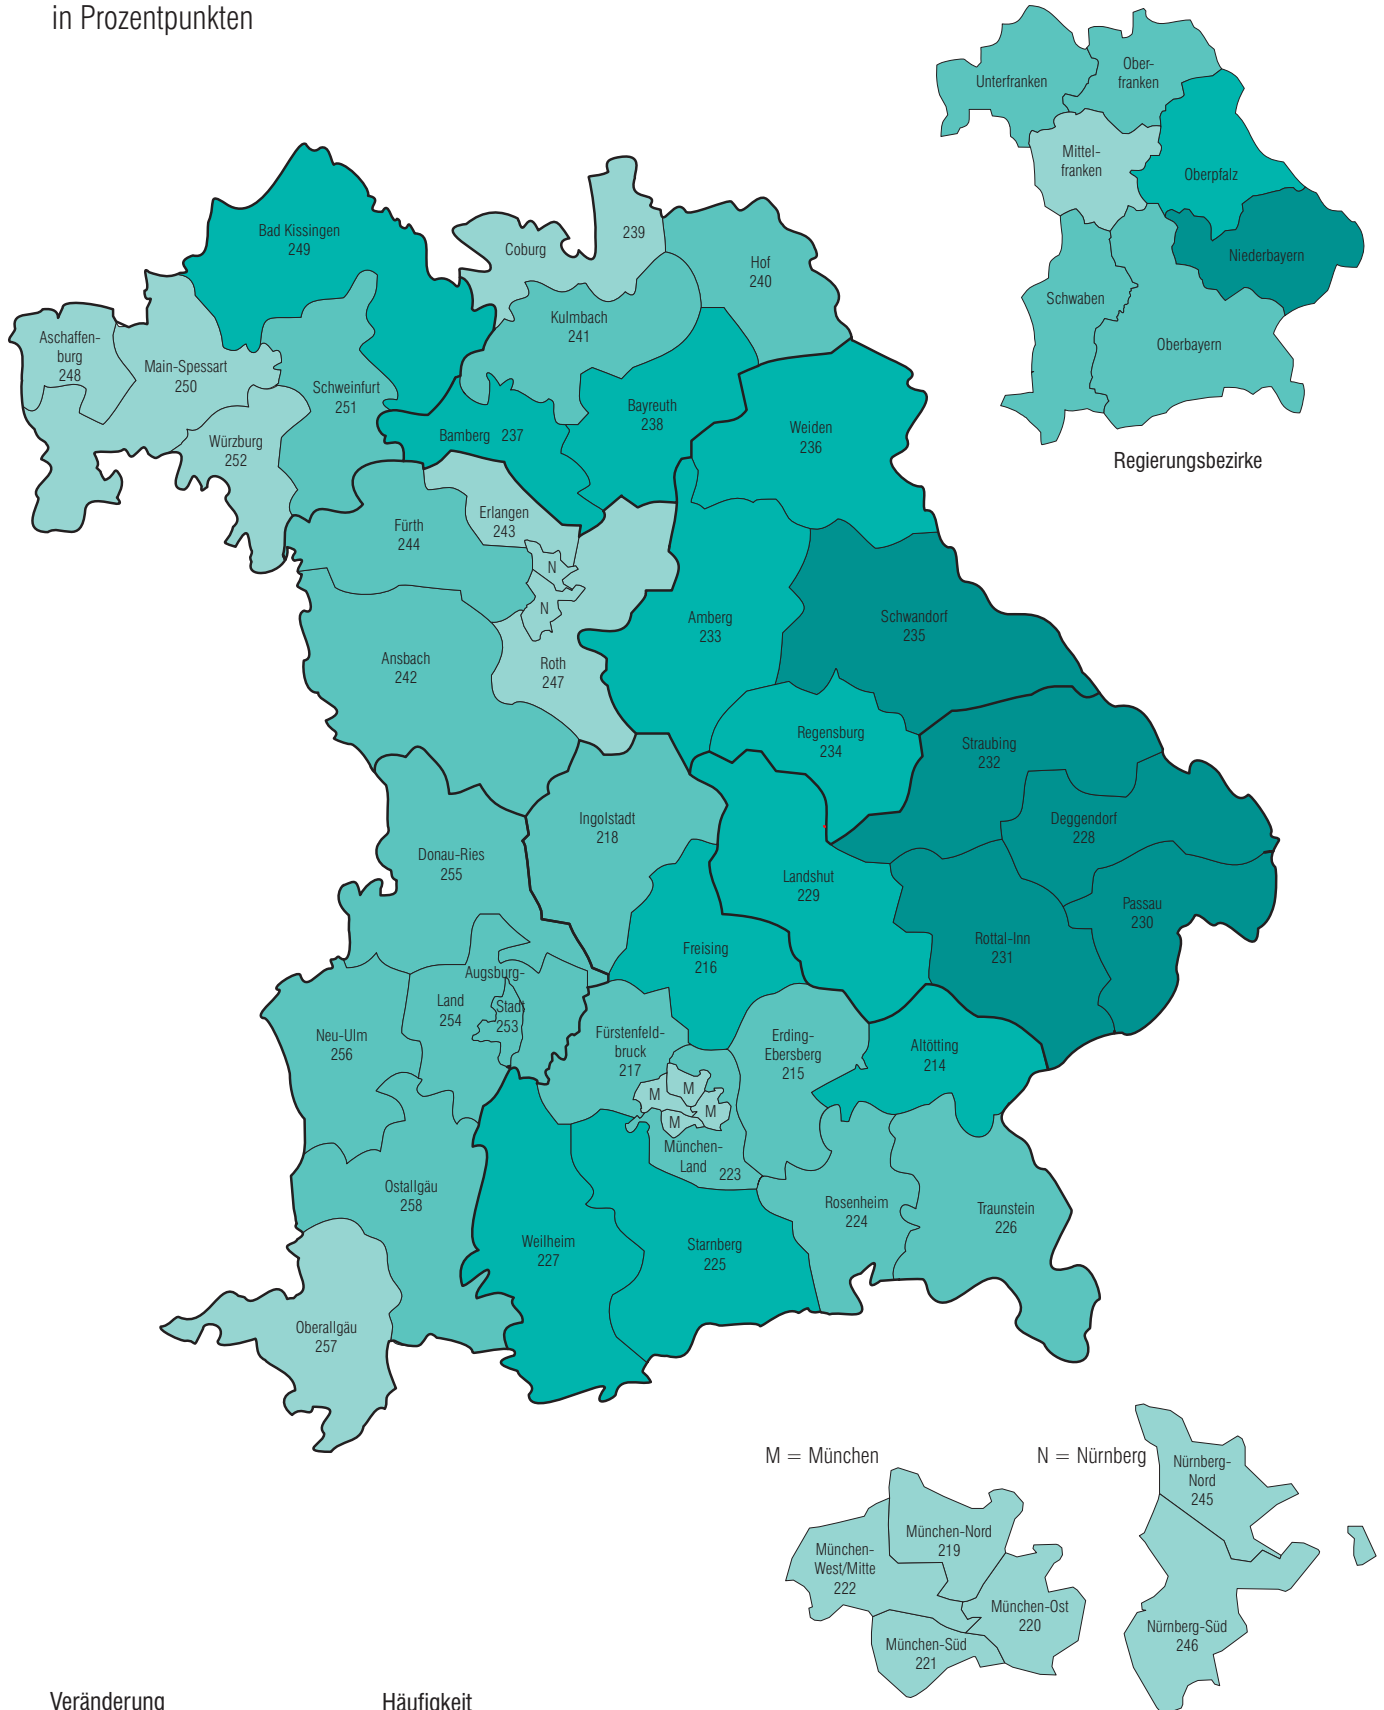 in Prozentpunkten
Unterfranken
Ober-
franken
Mittel-
franken
Oberpfalz
Niederbayern
Schwaben
Oberbayern
Regierungsbezirke
Bad Kissingen
249
Coburg
239
Hof
240
Kulmbach
241
Aschaffen-
burg
248
Main-Spessart
250
Schweinfurt
251
Würzburg
252
Bamberg 237
Bayreuth
238
Weiden
236
Erlangen
243
Fürth
244
N
N
Amberg
233
Schwandorf
235
Ansbach
242
Roth
247
Regensburg
234
Straubing
232
Ingolstadt
218
Deggendorf
228
Donau-Ries
255
Landshut
229
Passau
230
Rottal-Inn
231
Freising
216
Augsburg-
Land
254
Stadt
253
Neu-Ulm
256
Fürstenfeld-
bruck
217
Erding-
Ebersberg
215
Altötting
214
M
M
M
M
München-
Land 223
Ostallgäu
258
Rosenheim
224
Traunstein
226
Weilheim
227
Starnberg
225
Oberallgäu
257
M = München
N = Nürnberg
München-Nord
219
München-
West/Mitte
222
München-Ost
220
München-Süd
221
Nürnberg-
Nord
245
Nürnberg-Süd
246
Veränderung
Häufigkeit